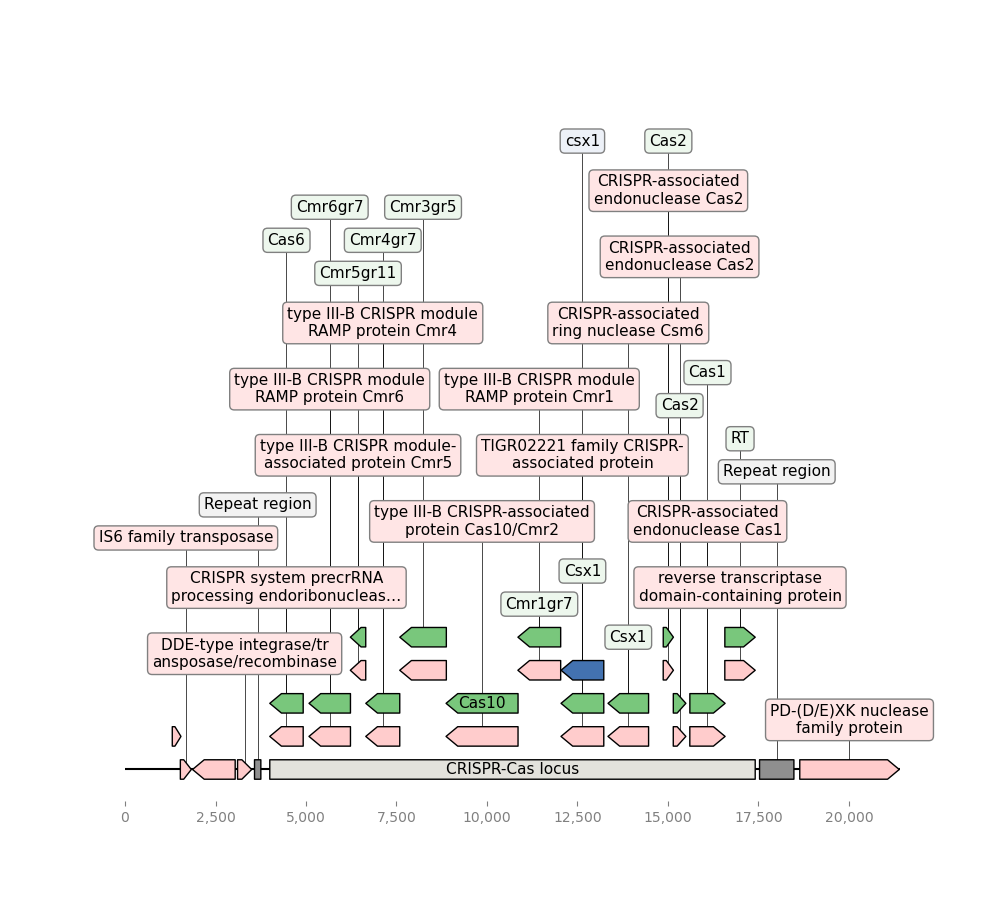 csx1
Cas2
CRISPR-associated
endonuclease Cas2
Cmr6gr7
Cmr3gr5
Cas6
Cmr4gr7
CRISPR-associated
endonuclease Cas2
Cmr5gr11
type III-B CRISPR module
RAMP protein Cmr4
CRISPR-associated
ring nuclease Csm6
Cas1
type III-B CRISPR module
RAMP protein Cmr6
type III-B CRISPR module
RAMP protein Cmr1
Cas2
RT
type III-B CRISPR module-
associated protein Cmr5
TIGR02221 family CRISPR-
associated protein
Repeat region
Repeat region
IS6 family transposase
type III-B CRISPR-associated
protein Cas10/Cmr2
CRISPR-associated
endonuclease Cas1
Csx1
CRISPR system precrRNA
processing endoribonucleas...
reverse transcriptase
domain-containing protein
Cmr1gr7
Csx1
DDE-type integrase/tr
ansposase/recombinase
Cas10
PD-(D/E)XK nuclease
family protein
CRISPR-Cas locus
0
2,500
5,000
7,500
10,000
12,500
15,000
17,500
20,000